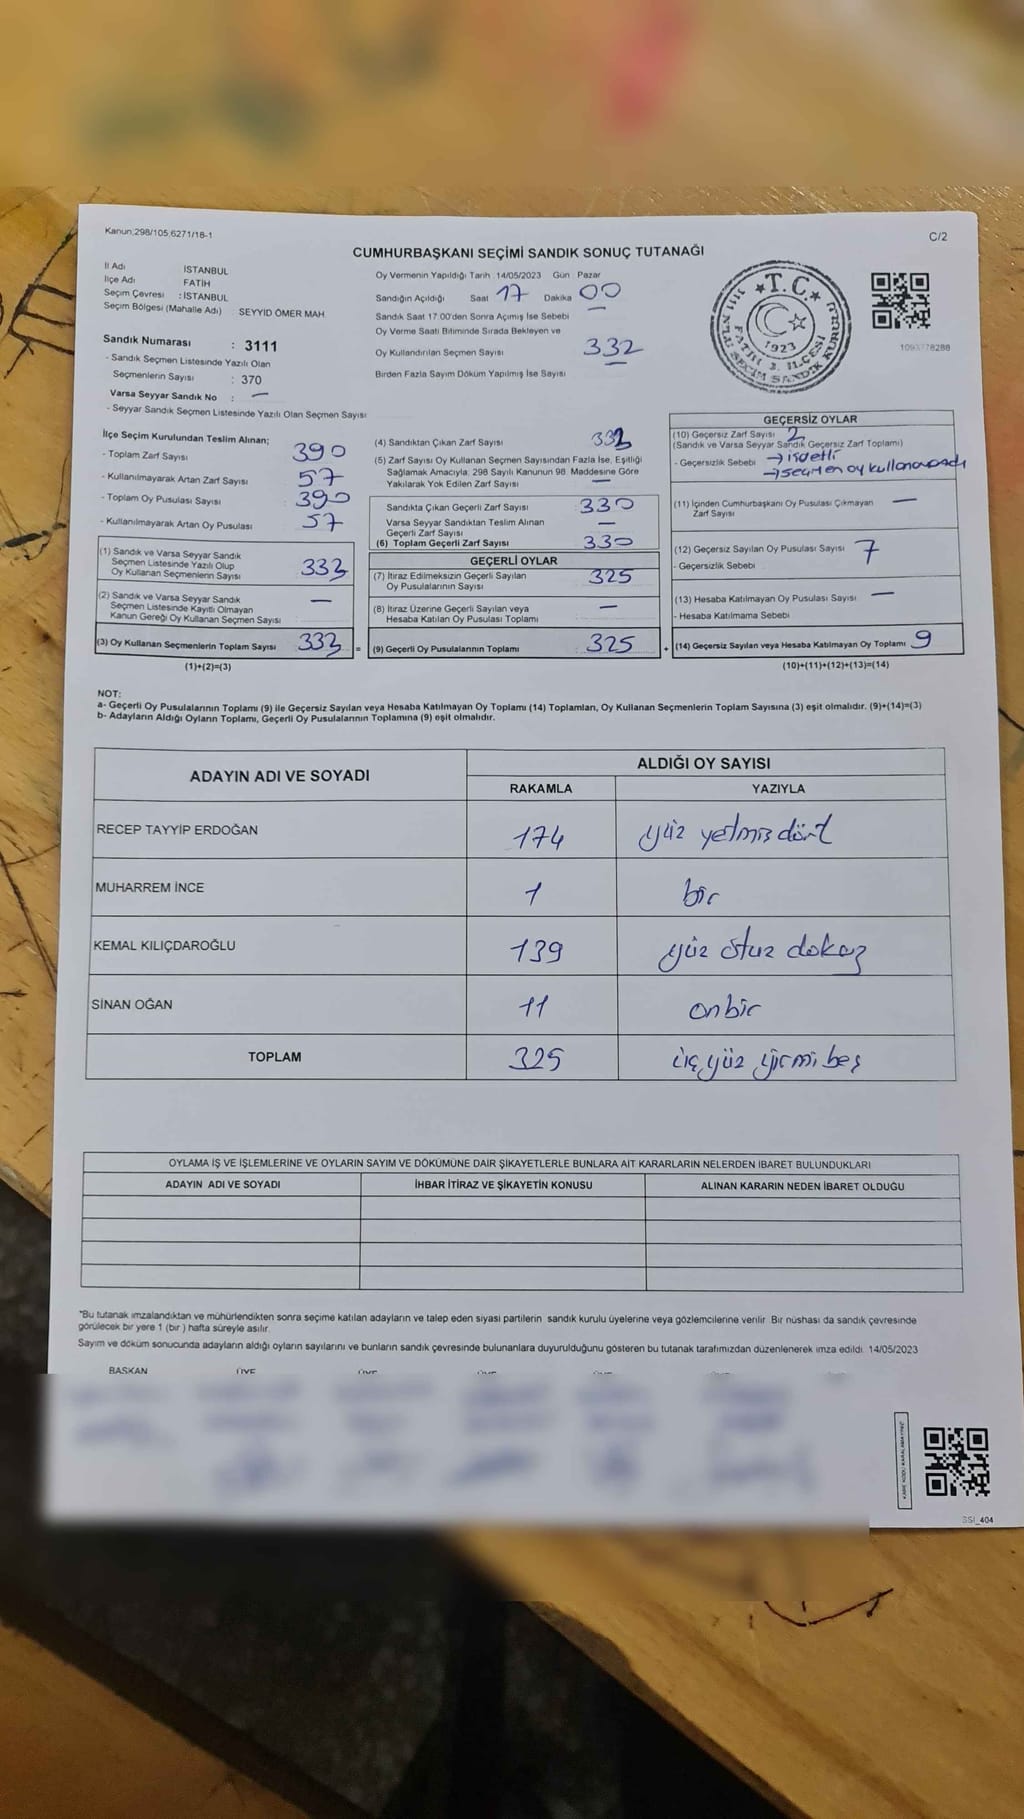 Kanun;298/105;6271/18-1
C/2
CUMHURBAŞKANI SEÇİMİ SANDIK SONUÇ TUTANAĞI
İl Adı İSTANBUL
İlçe Adı FATİH
Seçim Çevresi : İSTANBUL
Seçim Bölgesi (Mahalle Adı) : SEYYİD ÖMER MAH.
Sandık Numarası : 3111
- Sandık Seçmen Listesinde Yazılı Olan
Seçmenlerin Sayısı : 370
Varsa Seyyar Sandık No : —
- Seyyar Sandık Seçmen Listesinde Yazılı Olan Seçmen Sayısı:
Oy Vermenin Yapıldığı Tarih : 14/05/2023 Gün : Pazar
Sandığın Açıldığı Saat 17 Dakika 00
Sandık Saat 17.00'den Sonra Açımış İse Sebebi —
Oy Verme Saati Bitiminde Sırada Bekleyen ve
Oy Kullandırılan Seçmen Sayısı 332
Birden Fazla Sayım Döküm Yapılmış İse Sayısı —
T.C.
1923
FATİH 3. İLÇESİ
İlçe Seçim Kurulundan Teslim Alınan;
- Toplam Zarf Sayısı 390
- Kullanılmayarak Artan Zarf Sayısı 57
- Toplam Oy Pusulası Sayısı 390
- Kullanılmayarak Artan Oy Pusulası 57
(1) Sandık ve Varsa Seyyar Sandık
Seçmen Listesinde Yazılı Olup
Oy Kullanan Seçmenlerin Sayısı
(2) Sandık ve Varsa Seyyar Sandık
Seçmen Listesinde Kayıtlı Olmayan
Kanun Gereği Oy Kullanan Seçmen Sayısı : —
(3) Oy Kullanan Seçmenlerin Toplam Sayısı
(1)+(2)=(3)
(4) Sandıktan Çıkan Zarf Sayısı
(5) Zarf Sayısı Oy Kullanan Seçmen Sayısından Fazla İse, Eşitliği
Sağlamak Amacıyla, 298 Sayılı Kanunun 98. Maddesine Göre
Yakılarak Yok Edilen Zarf Sayısı —
Sandıkta Çıkan Geçerli Zarf Sayısı 330
Varsa Seyyar Sandıktan Teslim Alınan
Geçerli Zarf Sayısı —
(6) Toplam Geçerli Zarf Sayısı 330
GEÇERLİ OYLAR
(7) İtiraz Edilmeksizin Geçerli Sayılan
Oy Pusulalarının Sayısı 325
(8) İtiraz Üzerine Geçerli Sayılan veya
Hesaba Katılan Oy Pusulası Toplamı —
= (9) Geçerli Oy Pusulalarının Toplamı 325
GEÇERSİZ OYLAR
(10) Geçersiz Zarf Sayısı 2
(Sandık ve Varsa Seyyar Sandık Geçersiz Zarf Toplamı)
- Geçersizlik Sebebi → işaretli
→ seçmen oy kullanamadı
(11) İçinden Cumhurbaşkanı Oy Pusulası Çıkmayan
Zarf Sayısı —
(12) Geçersiz Sayılan Oy Pusulası Sayısı 7
- Geçersizlik Sebebi
(13) Hesaba Katılmayan Oy Pusulası Sayısı —
- Hesaba Katılmama Sebebi
+ (14) Geçersiz Sayılan veya Hesaba Katılmayan Oy Toplamı 9
(10)+(11)+(12)+(13)=(14)
NOT:
a- Geçerli Oy Pusulalarının Toplamı (9) ile Geçersiz Sayılan veya Hesaba Katılmayan Oy Toplamı (14) Toplamları, Oy Kullanan Seçmenlerin Toplam Sayısına (3) eşit olmalıdır. (9)+(14)=(3)
b- Adayların Aldığı Oyların Toplamı, Geçerli Oy Pusulalarının Toplamına (9) eşit olmalıdır.
ADAYIN ADI VE SOYADI
ALDIĞI OY SAYISI
RAKAMLA YAZIYLA
RECEP TAYYİP ERDOĞAN 174 yüz yetmiş dört
MUHARREM İNCE 1 bir
KEMAL KILIÇDAROĞLU 139 yüz otuz dokuz
SİNAN OĞAN 11 onbir
TOPLAM 325 üç yüz yirmi beş
OYLAMA İŞ VE İŞLEMLERİNE VE OYLARIN SAYIM VE DÖKÜMÜNE DAİR ŞİKAYETLERLE BUNLARA AİT KARARLARIN NELERDEN İBARET BULUNDUKLARI
ADAYIN ADI VE SOYADI İHBAR İTİRAZ VE ŞİKAYETİN KONUSU ALINAN KARARIN NEDEN İBARET OLDUĞU
*Bu tutanak imzalandıktan ve mühürlendikten sonra seçime katılan adayların ve talep eden siyasi partilerin sandık kurulu üyelerine veya gözlemcilerine verilir. Bir nüshası da sandık çevresinde
görülecek bir yere 1 (bir ) hafta süreyle asılır.
Sayım ve döküm sonucunda adayların aldığı oyların sayılarını ve bunların sandık çevresinde bulunanlara duyurulduğunu gösteren bu tutanak tarafımızdan düzenlenerek imza edildi. 14/05/2023
BAŞKAN ÜYE ÜYE ÜYE ÜYE ÜYE
SSI_404